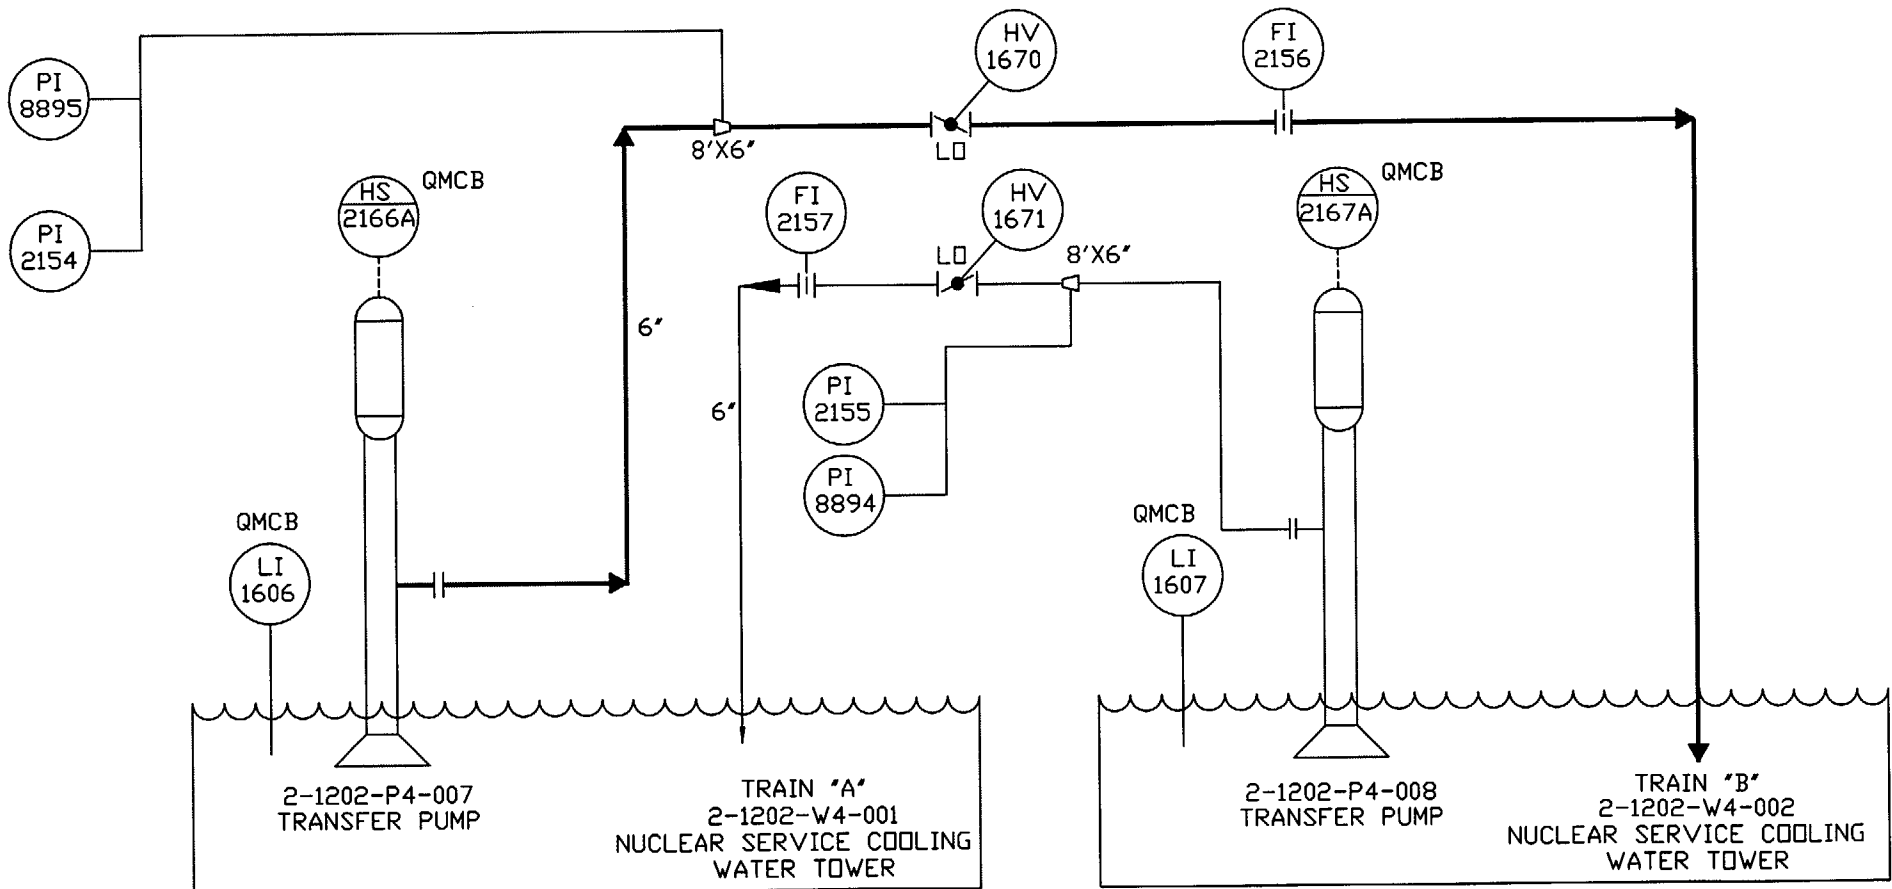 PI
8895
PI
2154
HS
2166A
QMCB
8'X6"
HV
1670
LO
FI
2156
FI
2157
HV
1671
LO
8'X6"
HS
2167A
QMCB
6"
6"
PI
2155
PI
8894
QMCB
LI
1606
QMCB
LI
1607
2-1202-P4-007
TRANSFER PUMP
TRAIN "A"
2-1202-W4-001
NUCLEAR SERVICE COOLING
WATER TOWER
2-1202-P4-008
TRANSFER PUMP
TRAIN "B"
2-1202-W4-002
NUCLEAR SERVICE COOLING
WATER TOWER